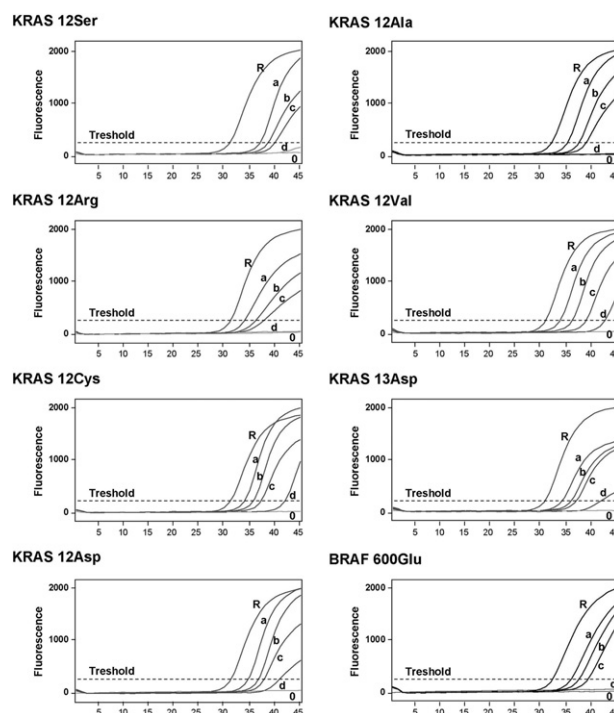 KRAS 12Ser
KRAS 12Ala
2000
1000
0
Fluorescence
Treshold
R
a
b
c
d
0
5 10 15 20 25 30 35 40 45
2000
1000
0
Fluorescence
Treshold
R
a
b
c
d
0
5 10 15 20 25 30 35 40 45
KRAS 12Arg
KRAS 12Val
2000
1000
0
Fluorescence
Treshold
R
a
b
c
d
0
5 10 15 20 25 30 35 40 45
2000
1000
0
Fluorescence
Treshold
R
a
b
c
d
0
5 10 15 20 25 30 35 40 45
KRAS 12Cys
KRAS 13Asp
2000
1000
0
Fluorescence
Treshold
R
a
b
c
d
0
5 10 15 20 25 30 35 40 45
2000
1000
0
Fluorescence
Treshold
R
a
b
c
d
0
5 10 15 20 25 30 35 40 45
KRAS 12Asp
BRAF 600Glu
2000
1000
0
Fluorescence
Treshold
R
a
b
c
d
0
5 10 15 20 25 30 35 40 45
2000
1000
0
Fluorescence
Treshold
R
a
b
c
d
0
5 10 15 20 25 30 35 40 45